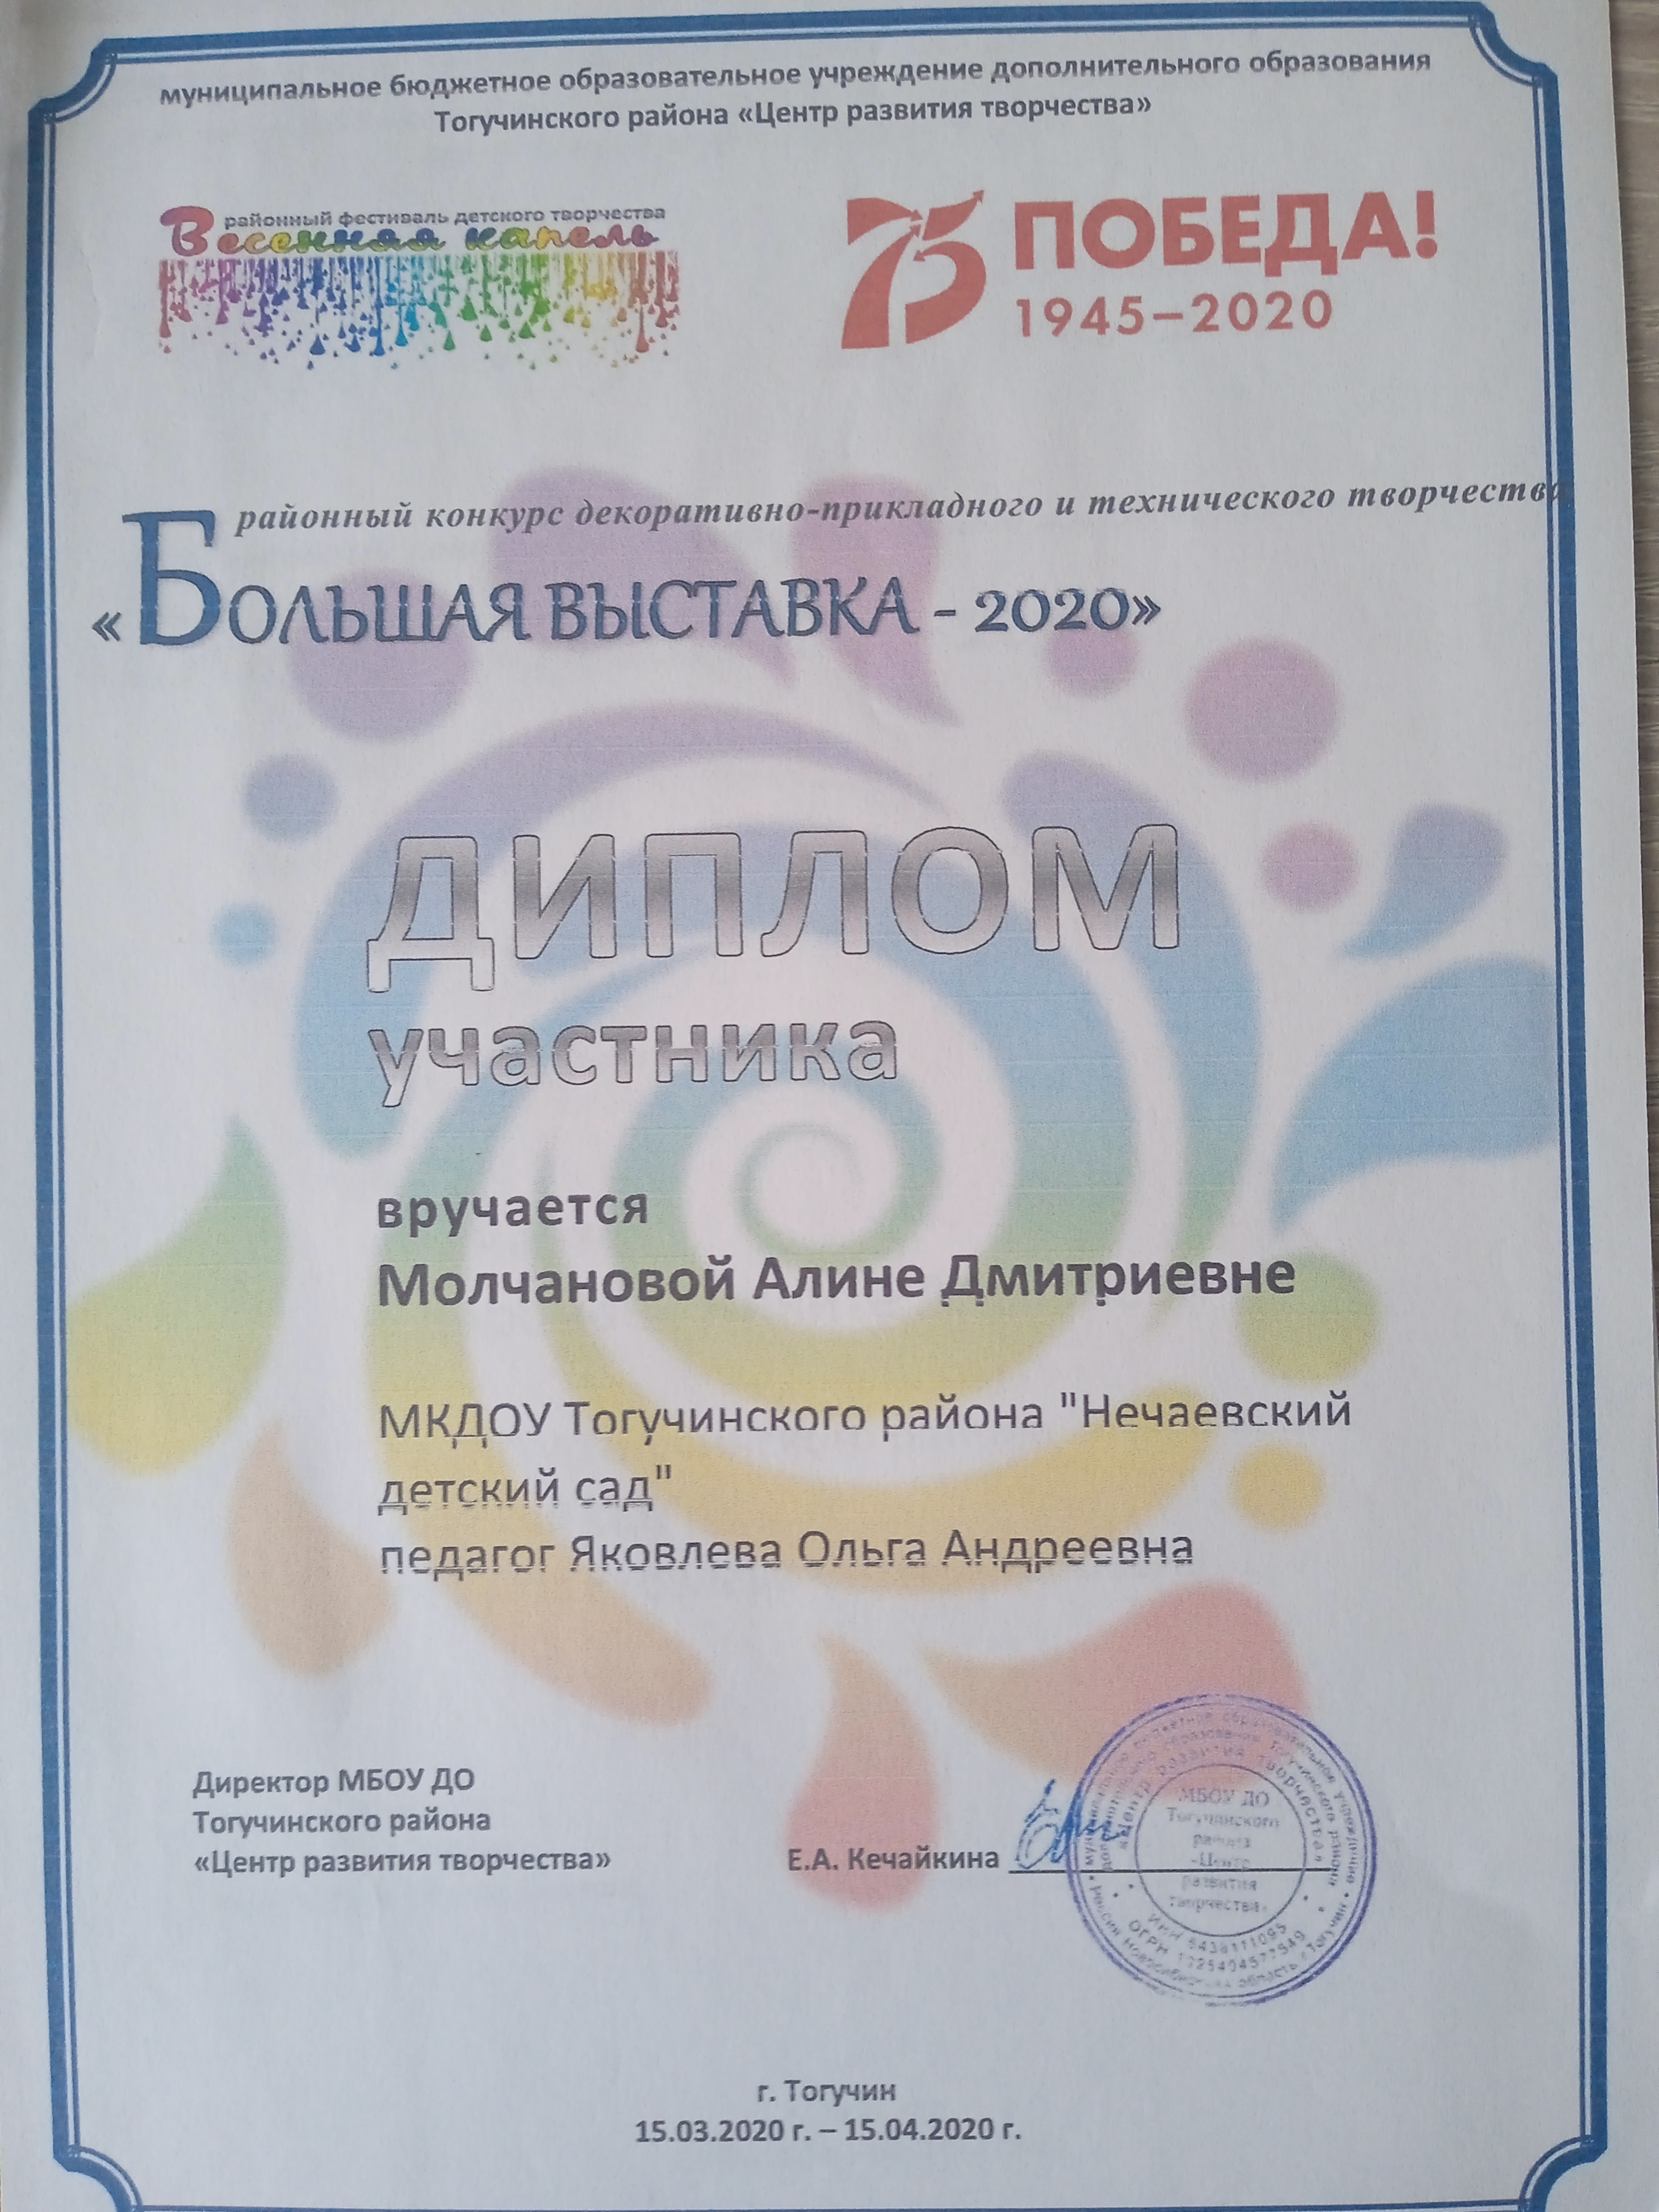 муниципальное бюджетное образовательное учреждение дополнительного образования
Тогучинского района «Центр развития творчества»
районный фестиваль детского творчества
Весенняя капель
75 ПОБЕДА!
1945–2020
районный конкурс декоративно-прикладного и технического творчества
«БОЛЬШАЯ ВЫСТАВКА - 2020»
ДИПЛОМ
участника
вручается
Молчановой Алине Дмитриевне
МКДОУ Тогучинского района "Нечаевский
детский сад"
педагог Яковлева Ольга Андреевна
Директор МБОУ ДО
Тогучинского района
«Центр развития творчества»
Е.А. Кечайкина
МБОУ ДО
Тогучинского
района
«Центр
развития
творчества»
г. Тогучин
15.03.2020 г. – 15.04.2020 г.